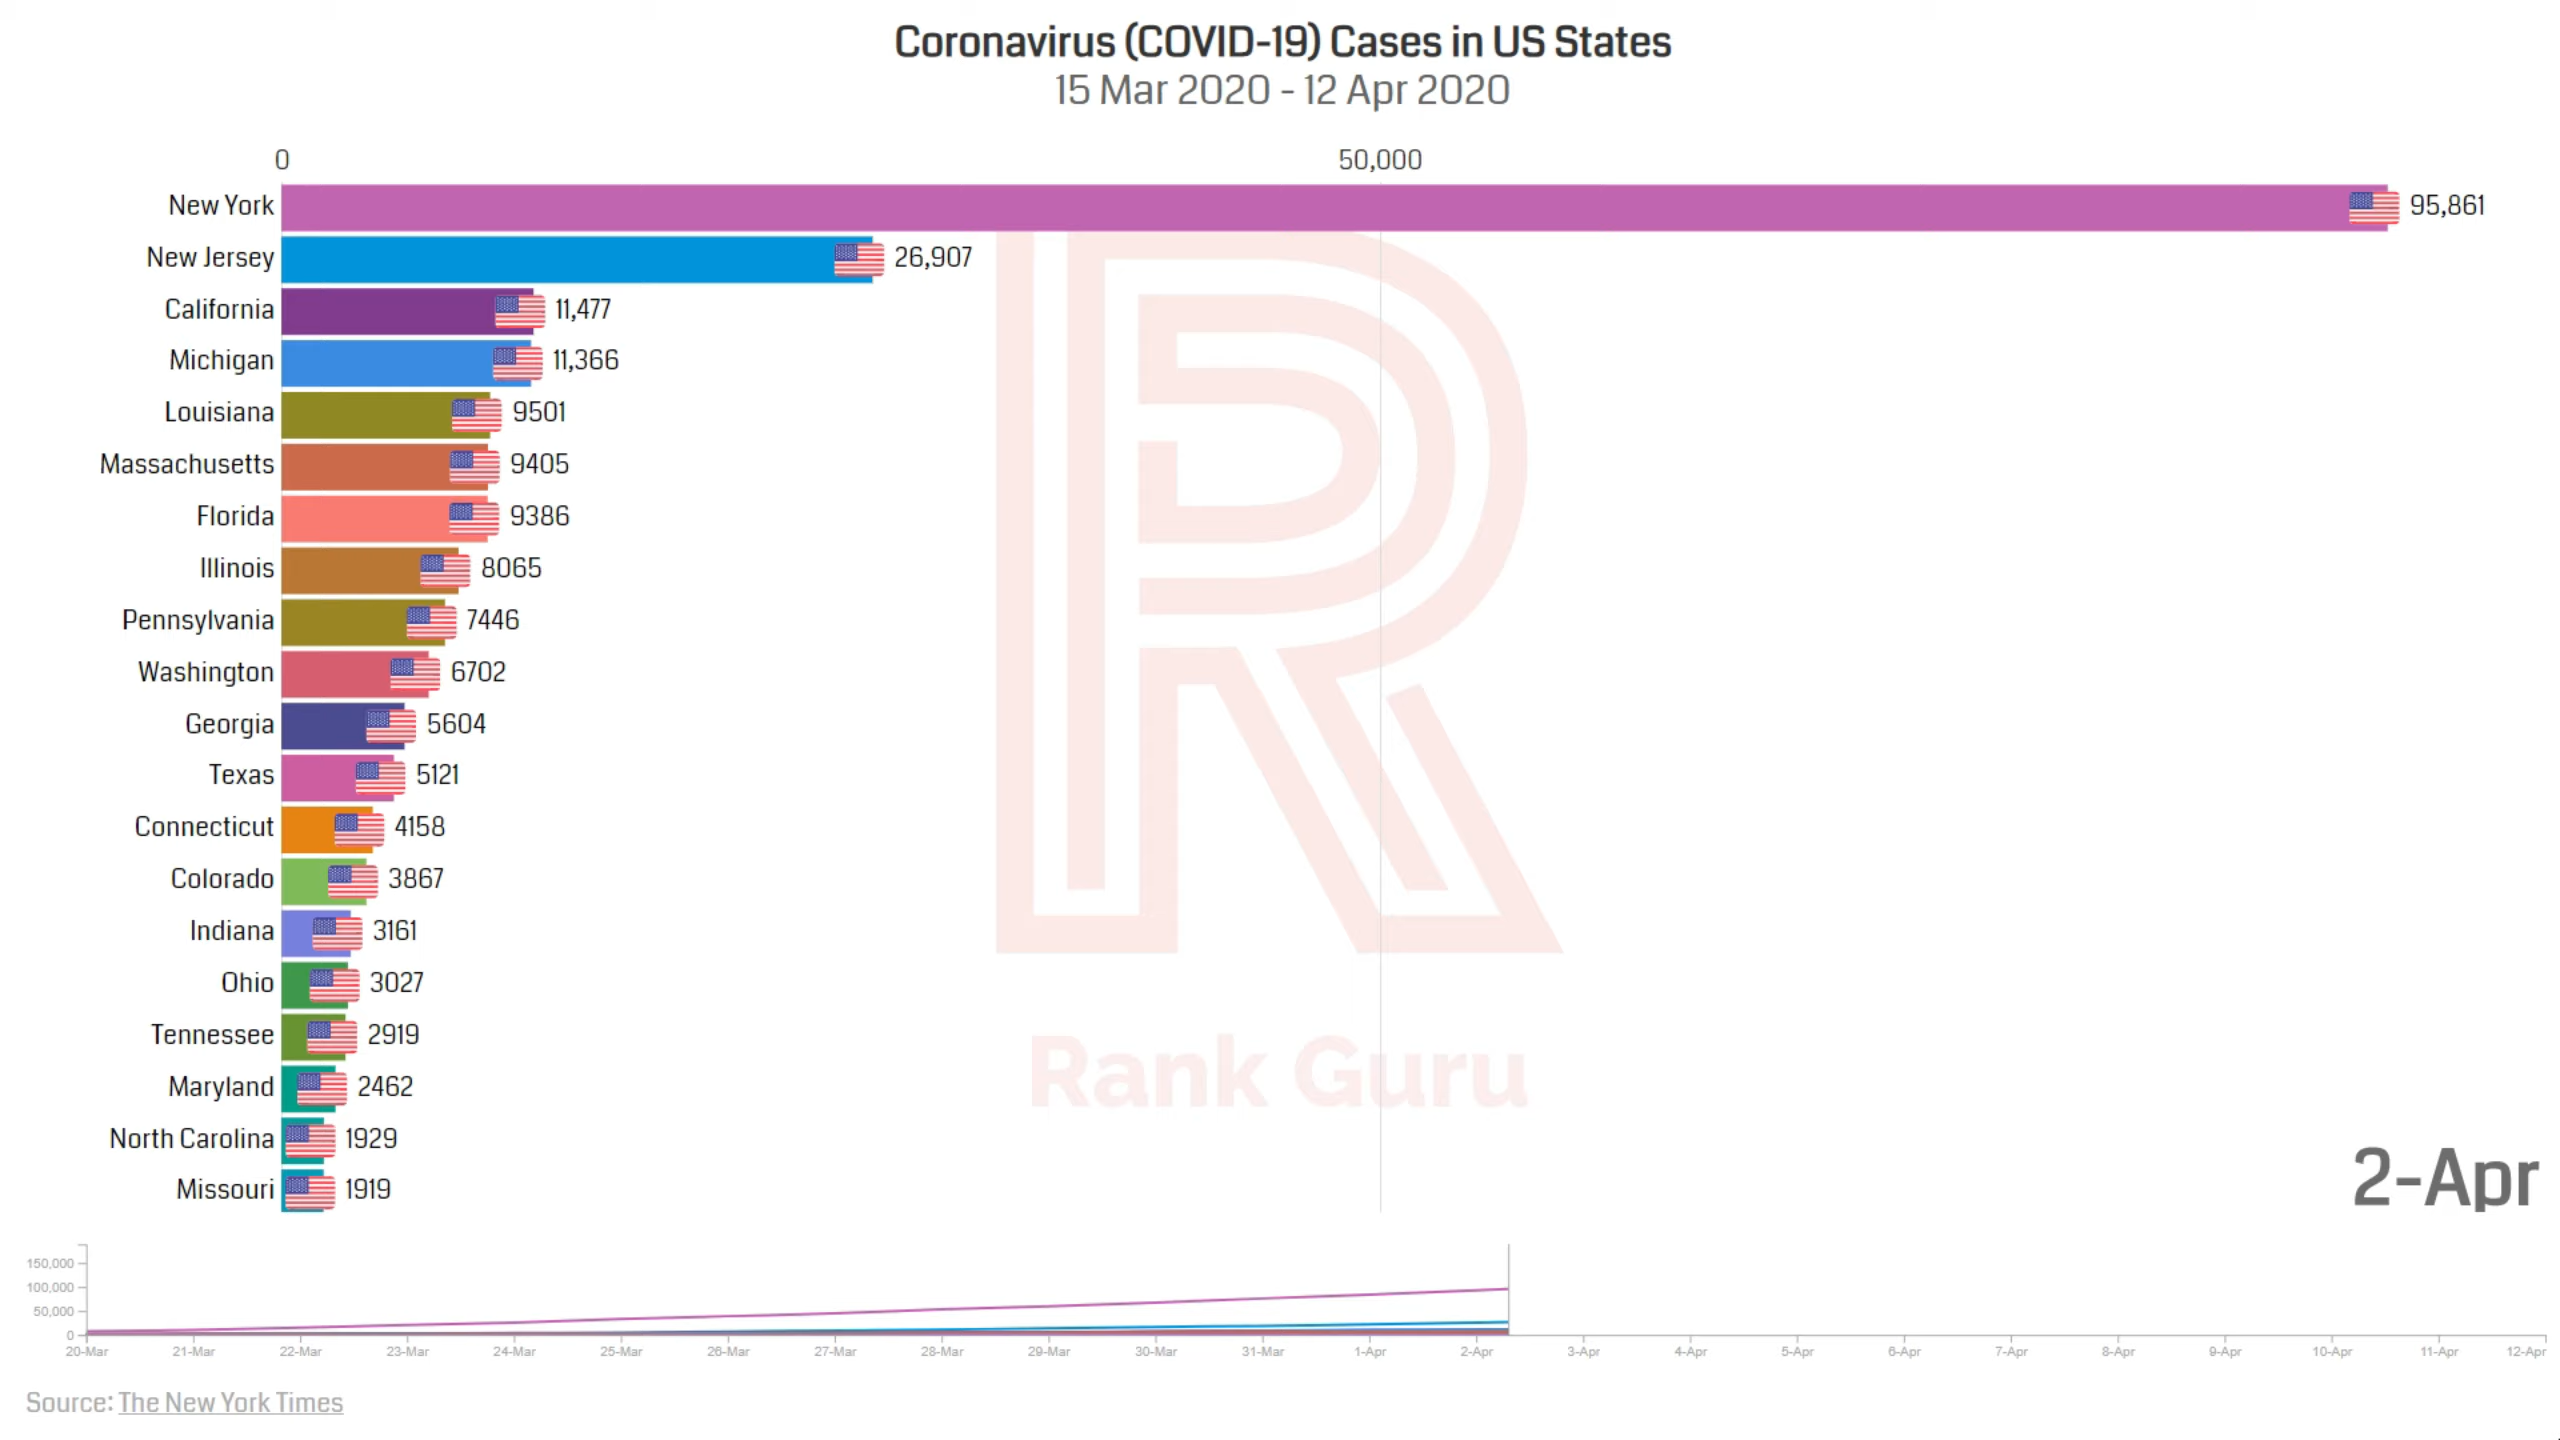 Coronavirus (COVID-19) Cases in US States
15 Mar 2020 - 12 Apr 2020
0 50,000
New York 95,861
New Jersey 26,907
California 11,477
Michigan 11,366
Louisiana 9501
Massachusetts 9405
Florida 9386
Illinois 8065
Pennsylvania 7446
Washington 6702
Georgia 5604
Texas 5121
Connecticut 4158
Colorado 3867
Indiana 3161
Ohio 3027
Tennessee 2919
Rank Guru
Maryland 2462
North Carolina 1929
Missouri 1919
2-Apr
150,000
100,000
50,000
0
20-Mar 21-Mar 22-Mar 23-Mar 24-Mar 25-Mar 26-Mar 27-Mar 28-Mar 29-Mar 30-Mar 31-Mar 1-Apr 2-Apr 3-Apr 4-Apr 5-Apr 6-Apr 7-Apr 8-Apr 9-Apr 10-Apr 11-Apr 12-Apr
Source: The New York Times